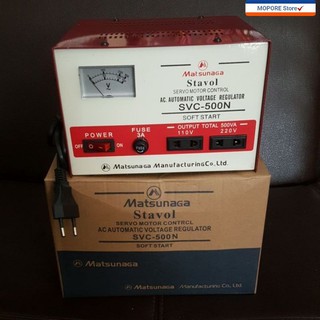 MOPORE Store✓
V
Matsunaga
Stavol
SERVO MOTOR CONTROL
AC AUTOMATIC VOLTAGE REGULATOR
SVC-500N
SOFT START
POWER
OFF
ON
FUSE
3A
OUTPUT TOTAL 500VA
110V
220V
Matsunaga Manufacturing Co.,Ltd.
Matsunaga
Stavol
SERVO MOTOR CONTROL
AC AUTOMATIC VOLTAGE REGULATOR
SVC-500N
SOFT START
Matsunaga
Matsunaga Manufacturing Co.,Ltd.